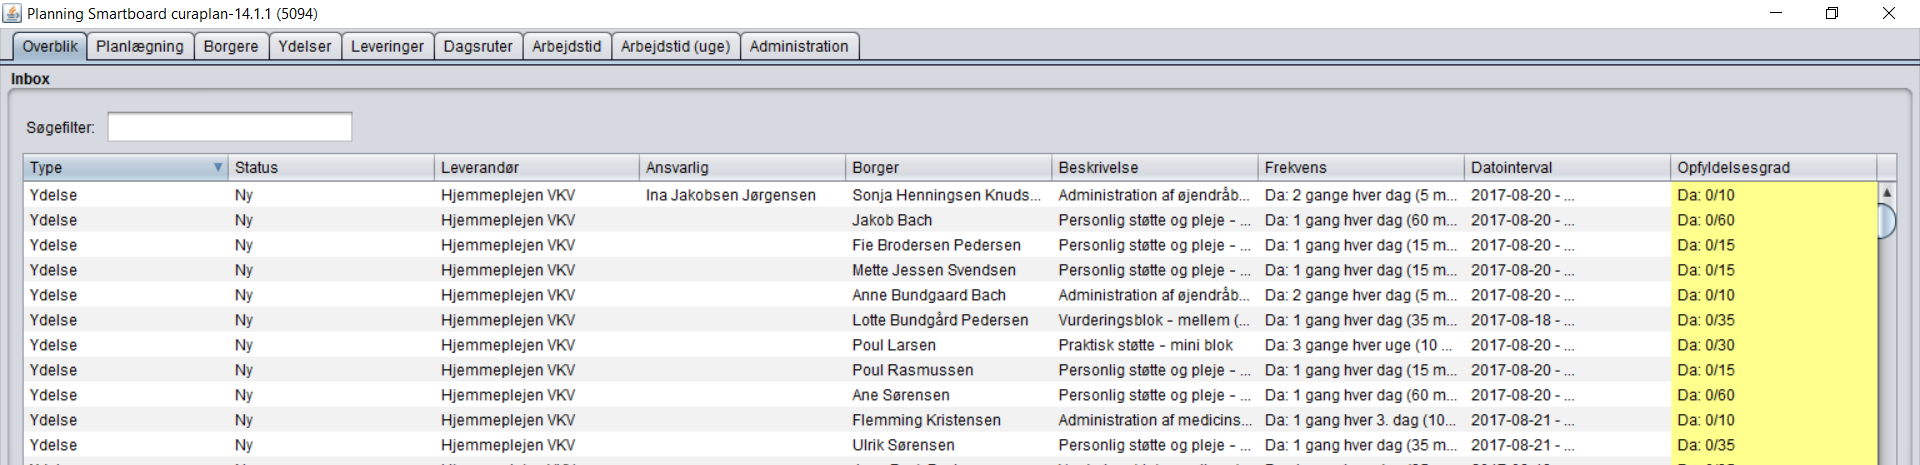 Planning Smartboard curaplan-14.1.1 (5094)
Overblik Planlægning Borgere Ydelser Leveringer Dagsruter Arbejdstid Arbejdstid (uge) Administration
Inbox
Søgefilter:
Type Status Leverandør Ansvarlig Borger Beskrivelse Frekvens Datointerval Opfyldelsesgrad
Ydelse Ny Hjemmeplejen VKV Ina Jakobsen Jørgensen Sonja Henningsen Knuds... Administration af øjendråb... Da: 2 gange hver dag (5 m... 2017-08-20 - ... Da: 0/10
Ydelse Ny Hjemmeplejen VKV Jakob Bach Personlig støtte og pleje - ... Da: 1 gang hver dag (60 m... 2017-08-20 - ... Da: 0/60
Ydelse Ny Hjemmeplejen VKV Fie Brodersen Pedersen Personlig støtte og pleje - ... Da: 1 gang hver dag (15 m... 2017-08-20 - ... Da: 0/15
Ydelse Ny Hjemmeplejen VKV Mette Jessen Svendsen Personlig støtte og pleje - ... Da: 1 gang hver dag (15 m... 2017-08-20 - ... Da: 0/15
Ydelse Ny Hjemmeplejen VKV Anne Bundgaard Bach Administration af øjendråb... Da: 2 gange hver dag (5 m... 2017-08-20 - ... Da: 0/10
Ydelse Ny Hjemmeplejen VKV Lotte Bundgård Pedersen Vurderingsblok - mellem (... Da: 1 gang hver dag (35 m... 2017-08-18 - ... Da: 0/35
Ydelse Ny Hjemmeplejen VKV Poul Larsen Praktisk støtte - mini blok Da: 3 gange hver uge (10 ... 2017-08-20 - ... Da: 0/30
Ydelse Ny Hjemmeplejen VKV Poul Rasmussen Personlig støtte og pleje - ... Da: 1 gang hver dag (15 m... 2017-08-20 - ... Da: 0/15
Ydelse Ny Hjemmeplejen VKV Ane Sørensen Personlig støtte og pleje - ... Da: 1 gang hver dag (60 m... 2017-08-20 - ... Da: 0/60
Ydelse Ny Hjemmeplejen VKV Flemming Kristensen Administration af medicins... Da: 1 gang hver 3. dag (10... 2017-08-21 - ... Da: 0/10
Ydelse Ny Hjemmeplejen VKV Ulrik Sørensen Personlig støtte og pleje - ... Da: 1 gang hver dag (35 m... 2017-08-21 - ... Da: 0/35